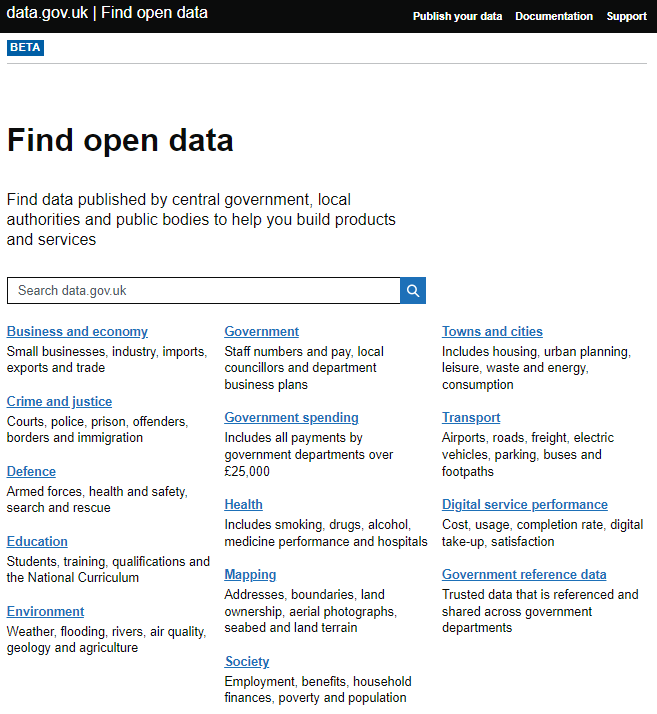 data.gov.uk | Find open data
Publish your data
Documentation
Support
BETA
Find open data
Find data published by central government, local
authorities and public bodies to help you build products
and services
Search data.gov.uk
Business and economy
Small businesses, industry, imports,
exports and trade
Crime and justice
Courts, police, prison, offenders,
borders and immigration
Defence
Armed forces, health and safety,
search and rescue
Education
Students, training, qualifications and
the National Curriculum
Environment
Weather, flooding, rivers, air quality,
geology and agriculture
Government
Staff numbers and pay, local
councillors and department
business plans
Government spending
Includes all payments by
government departments over
£25,000
Health
Includes smoking, drugs, alcohol,
medicine performance and hospitals
Mapping
Addresses, boundaries, land
ownership, aerial photographs,
seabed and land terrain
Society
Employment, benefits, household
finances, poverty and population
Towns and cities
Includes housing, urban planning,
leisure, waste and energy,
consumption
Transport
Airports, roads, freight, electric
vehicles, parking, buses and
footpaths
Digital service performance
Cost, usage, completion rate, digital
take-up, satisfaction
Government reference data
Trusted data that is referenced and
shared across government
departments